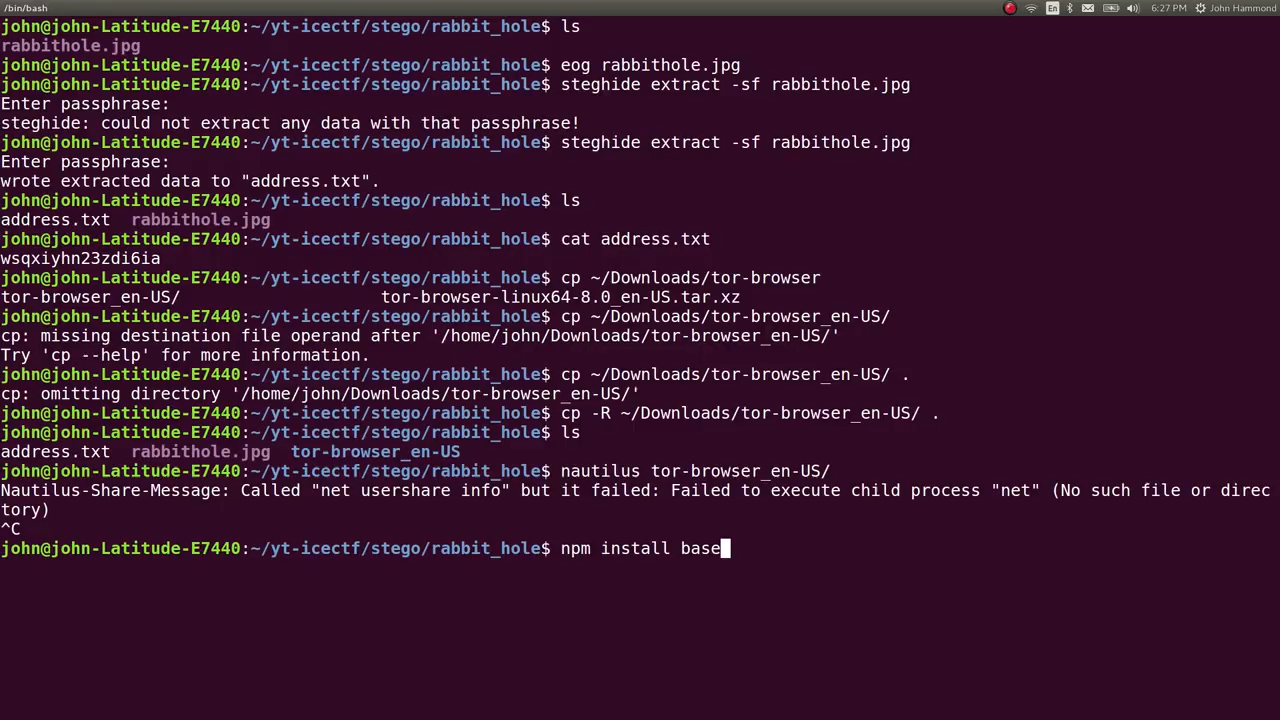 /bin/bash En 6:27 PM John Hammond
john@john-Latitude-E7440:~/yt-icectf/stego/rabbit_hole$ ls
rabbithole.jpg
john@john-Latitude-E7440:~/yt-icectf/stego/rabbit_hole$ eog rabbithole.jpg
john@john-Latitude-E7440:~/yt-icectf/stego/rabbit_hole$ steghide extract -sf rabbithole.jpg
Enter passphrase:
steghide: could not extract any data with that passphrase!
john@john-Latitude-E7440:~/yt-icectf/stego/rabbit_hole$ steghide extract -sf rabbithole.jpg
Enter passphrase:
wrote extracted data to "address.txt".
john@john-Latitude-E7440:~/yt-icectf/stego/rabbit_hole$ ls
address.txt  rabbithole.jpg
john@john-Latitude-E7440:~/yt-icectf/stego/rabbit_hole$ cat address.txt
wsqxiyhn23zdi6ia
john@john-Latitude-E7440:~/yt-icectf/stego/rabbit_hole$ cp ~/Downloads/tor-browser
tor-browser_en-US/                    tor-browser-linux64-8.0_en-US.tar.xz
john@john-Latitude-E7440:~/yt-icectf/stego/rabbit_hole$ cp ~/Downloads/tor-browser_en-US/
cp: missing destination file operand after '/home/john/Downloads/tor-browser_en-US/'
Try 'cp --help' for more information.
john@john-Latitude-E7440:~/yt-icectf/stego/rabbit_hole$ cp ~/Downloads/tor-browser_en-US/ .
cp: omitting directory '/home/john/Downloads/tor-browser_en-US/'
john@john-Latitude-E7440:~/yt-icectf/stego/rabbit_hole$ cp -R ~/Downloads/tor-browser_en-US/ .
john@john-Latitude-E7440:~/yt-icectf/stego/rabbit_hole$ ls
address.txt  rabbithole.jpg  tor-browser_en-US
john@john-Latitude-E7440:~/yt-icectf/stego/rabbit_hole$ nautilus tor-browser_en-US/
Nautilus-Share-Message: Called "net usershare info" but it failed: Failed to execute child process "net" (No such file or direc
tory)
^C
john@john-Latitude-E7440:~/yt-icectf/stego/rabbit_hole$ npm install base